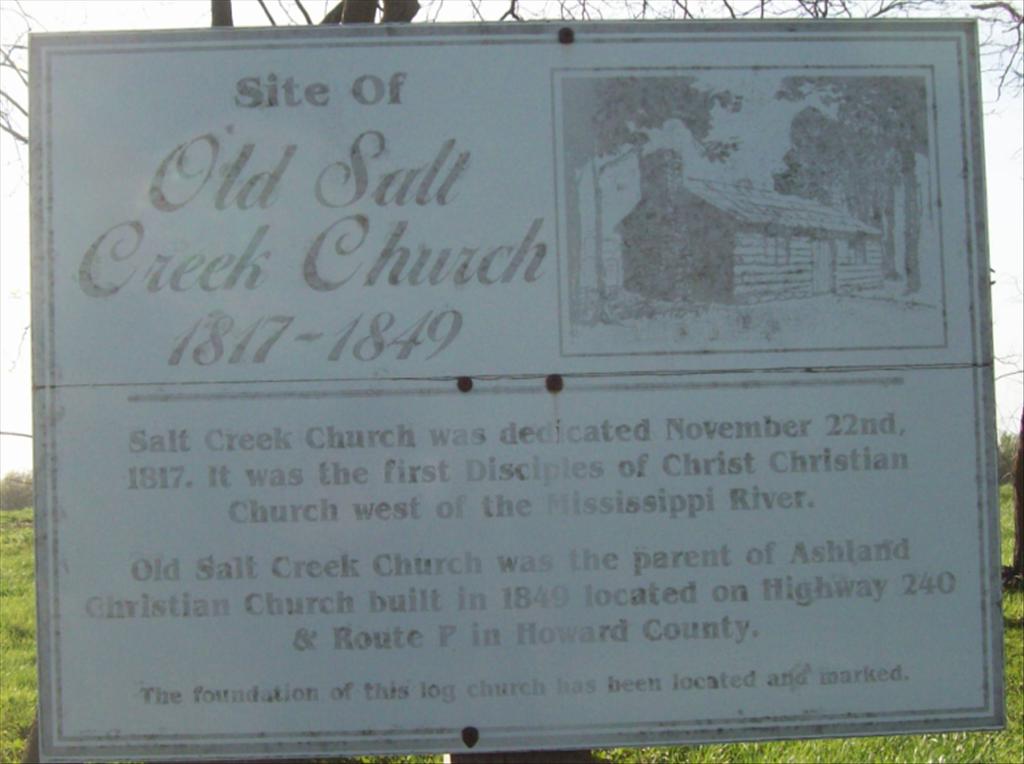 Site Of
Old Salt
Creek Church
1817-1849
Salt Creek Church was dedicated November 22nd,
1817. It was the first Disciples of Christ Christian
Church west of the Mississippi River.
Old Salt Creek Church was the parent of Ashland
Christian Church built in 1849 located on Highway 240
& Route P in Howard County.
The foundation of this log church has been located and marked.